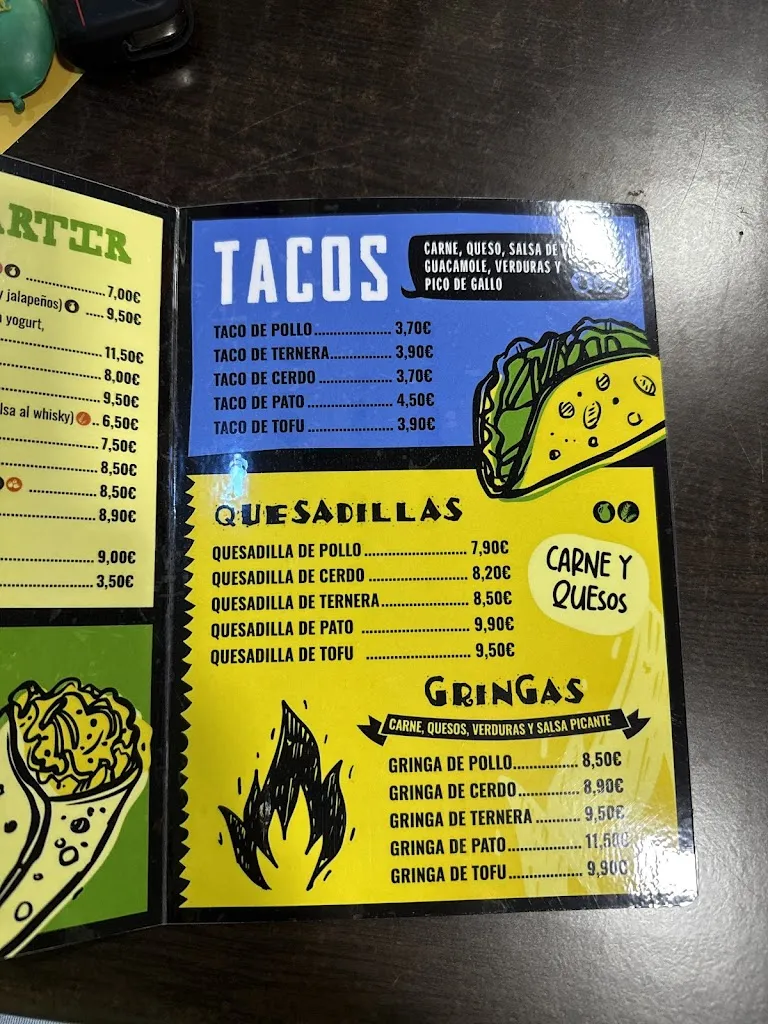 7,00€
y jalapeños) .... 9,50€
yogurt,
11,50€
8,00€
9,50€
salsa al whisky) .. 6,50€
7,50€
8,50€
8,50€
8,90€
9,00€
3,50€
TACOS
CARNE, QUESO, SALSA DE
GUACAMOLE, VERDURAS Y
PICO DE GALLO
TACO DE POLLO.................... 3,70€
TACO DE TERNERA................ 3,90€
TACO DE CERDO ................... 3,70€
TACO DE PATO ...................... 4,50€
TACO DE TOFU ...................... 3,90€
QUESADILLAS
QUESADILLA DE POLLO .......................... 7,90€
QUESADILLA DE CERDO ......................... 8,20€
QUESADILLA DE TERNERA...................... 8,50€
QUESADILLA DE PATO ........................... 9,90€
QUESADILLA DE TOFU .......................... 9,50€
CARNE Y
QUESOS
GRINGAS
CARNE, QUESOS, VERDURAS Y SALSA PICANTE
GRINGA DE POLLO................ 8,50€
GRINGA DE CERDO............... 8,90€
GRINGA DE TERNERA ........... 9,50€
GRINGA DE PATO.................. 11,50€
GRINGA DE TOFU.................. 9,90€